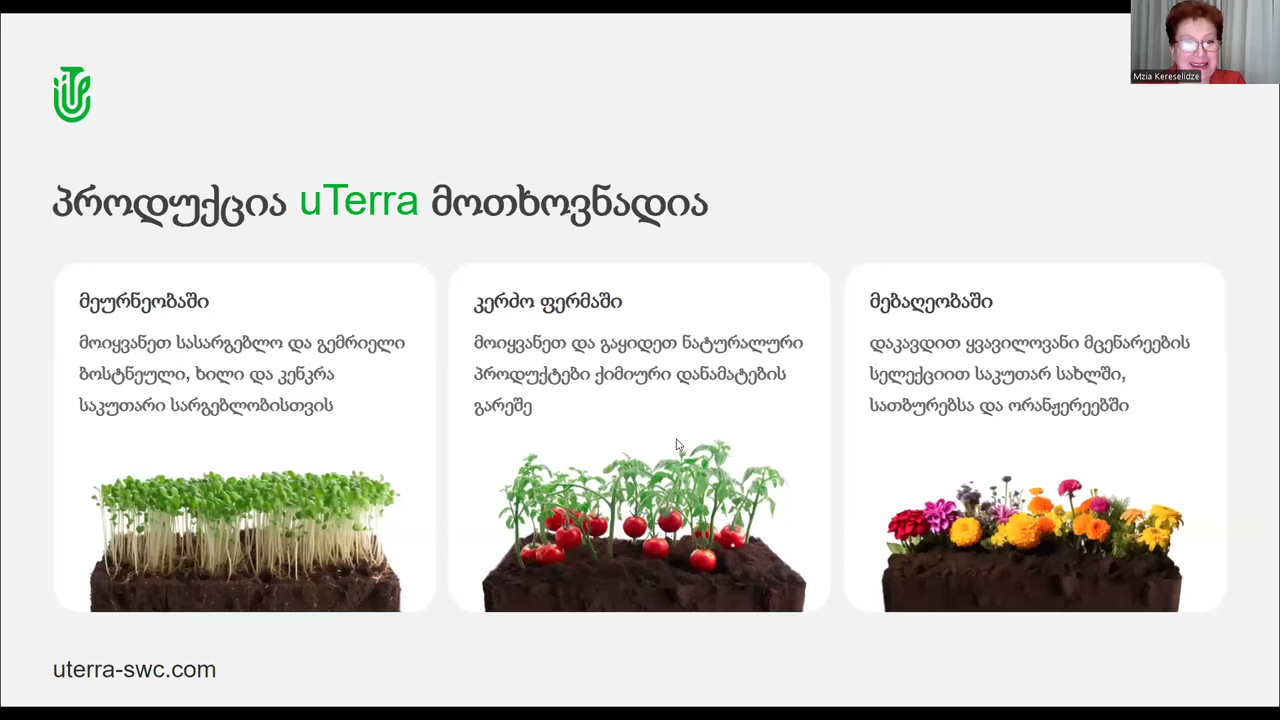 Mzia Kereselidze
პროდუქცია uTerra მოთხოვნადია
მეურნეობაში
მოიყვანეთ სასარგებლო და გემრიელი
ბოსტნეული, ხილი და კენკრა
საკუთარი სარგებლობისთვის
კერძო ფერმაში
მოიყვანეთ და გაყიდეთ ნატურალური
პროდუქტები ქიმიური დანამატების
გარეშე
მებაღეობაში
დაკავდით ყვავილოვანი მცენარეების
სელექციით საკუთარ სახლში,
სათბურებსა და ორანჟერეებში
uterra-swc.com